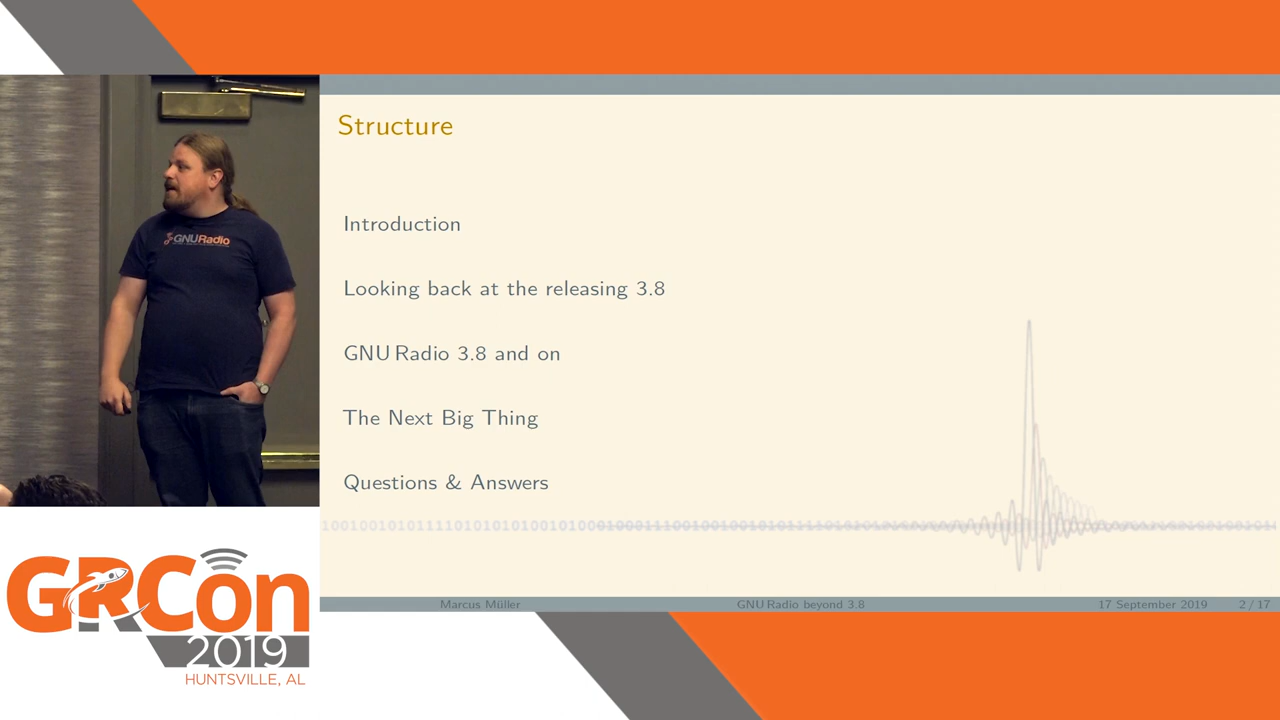 Structure
GNURadio
Introduction
Looking back at the releasing 3.8
GNU Radio 3.8 and on
The Next Big Thing
Questions & Answers
Marcus Müller
GNU Radio beyond 3.8
17 September 2019
2 / 17
GRCon
2019
HUNTSVILLE, AL